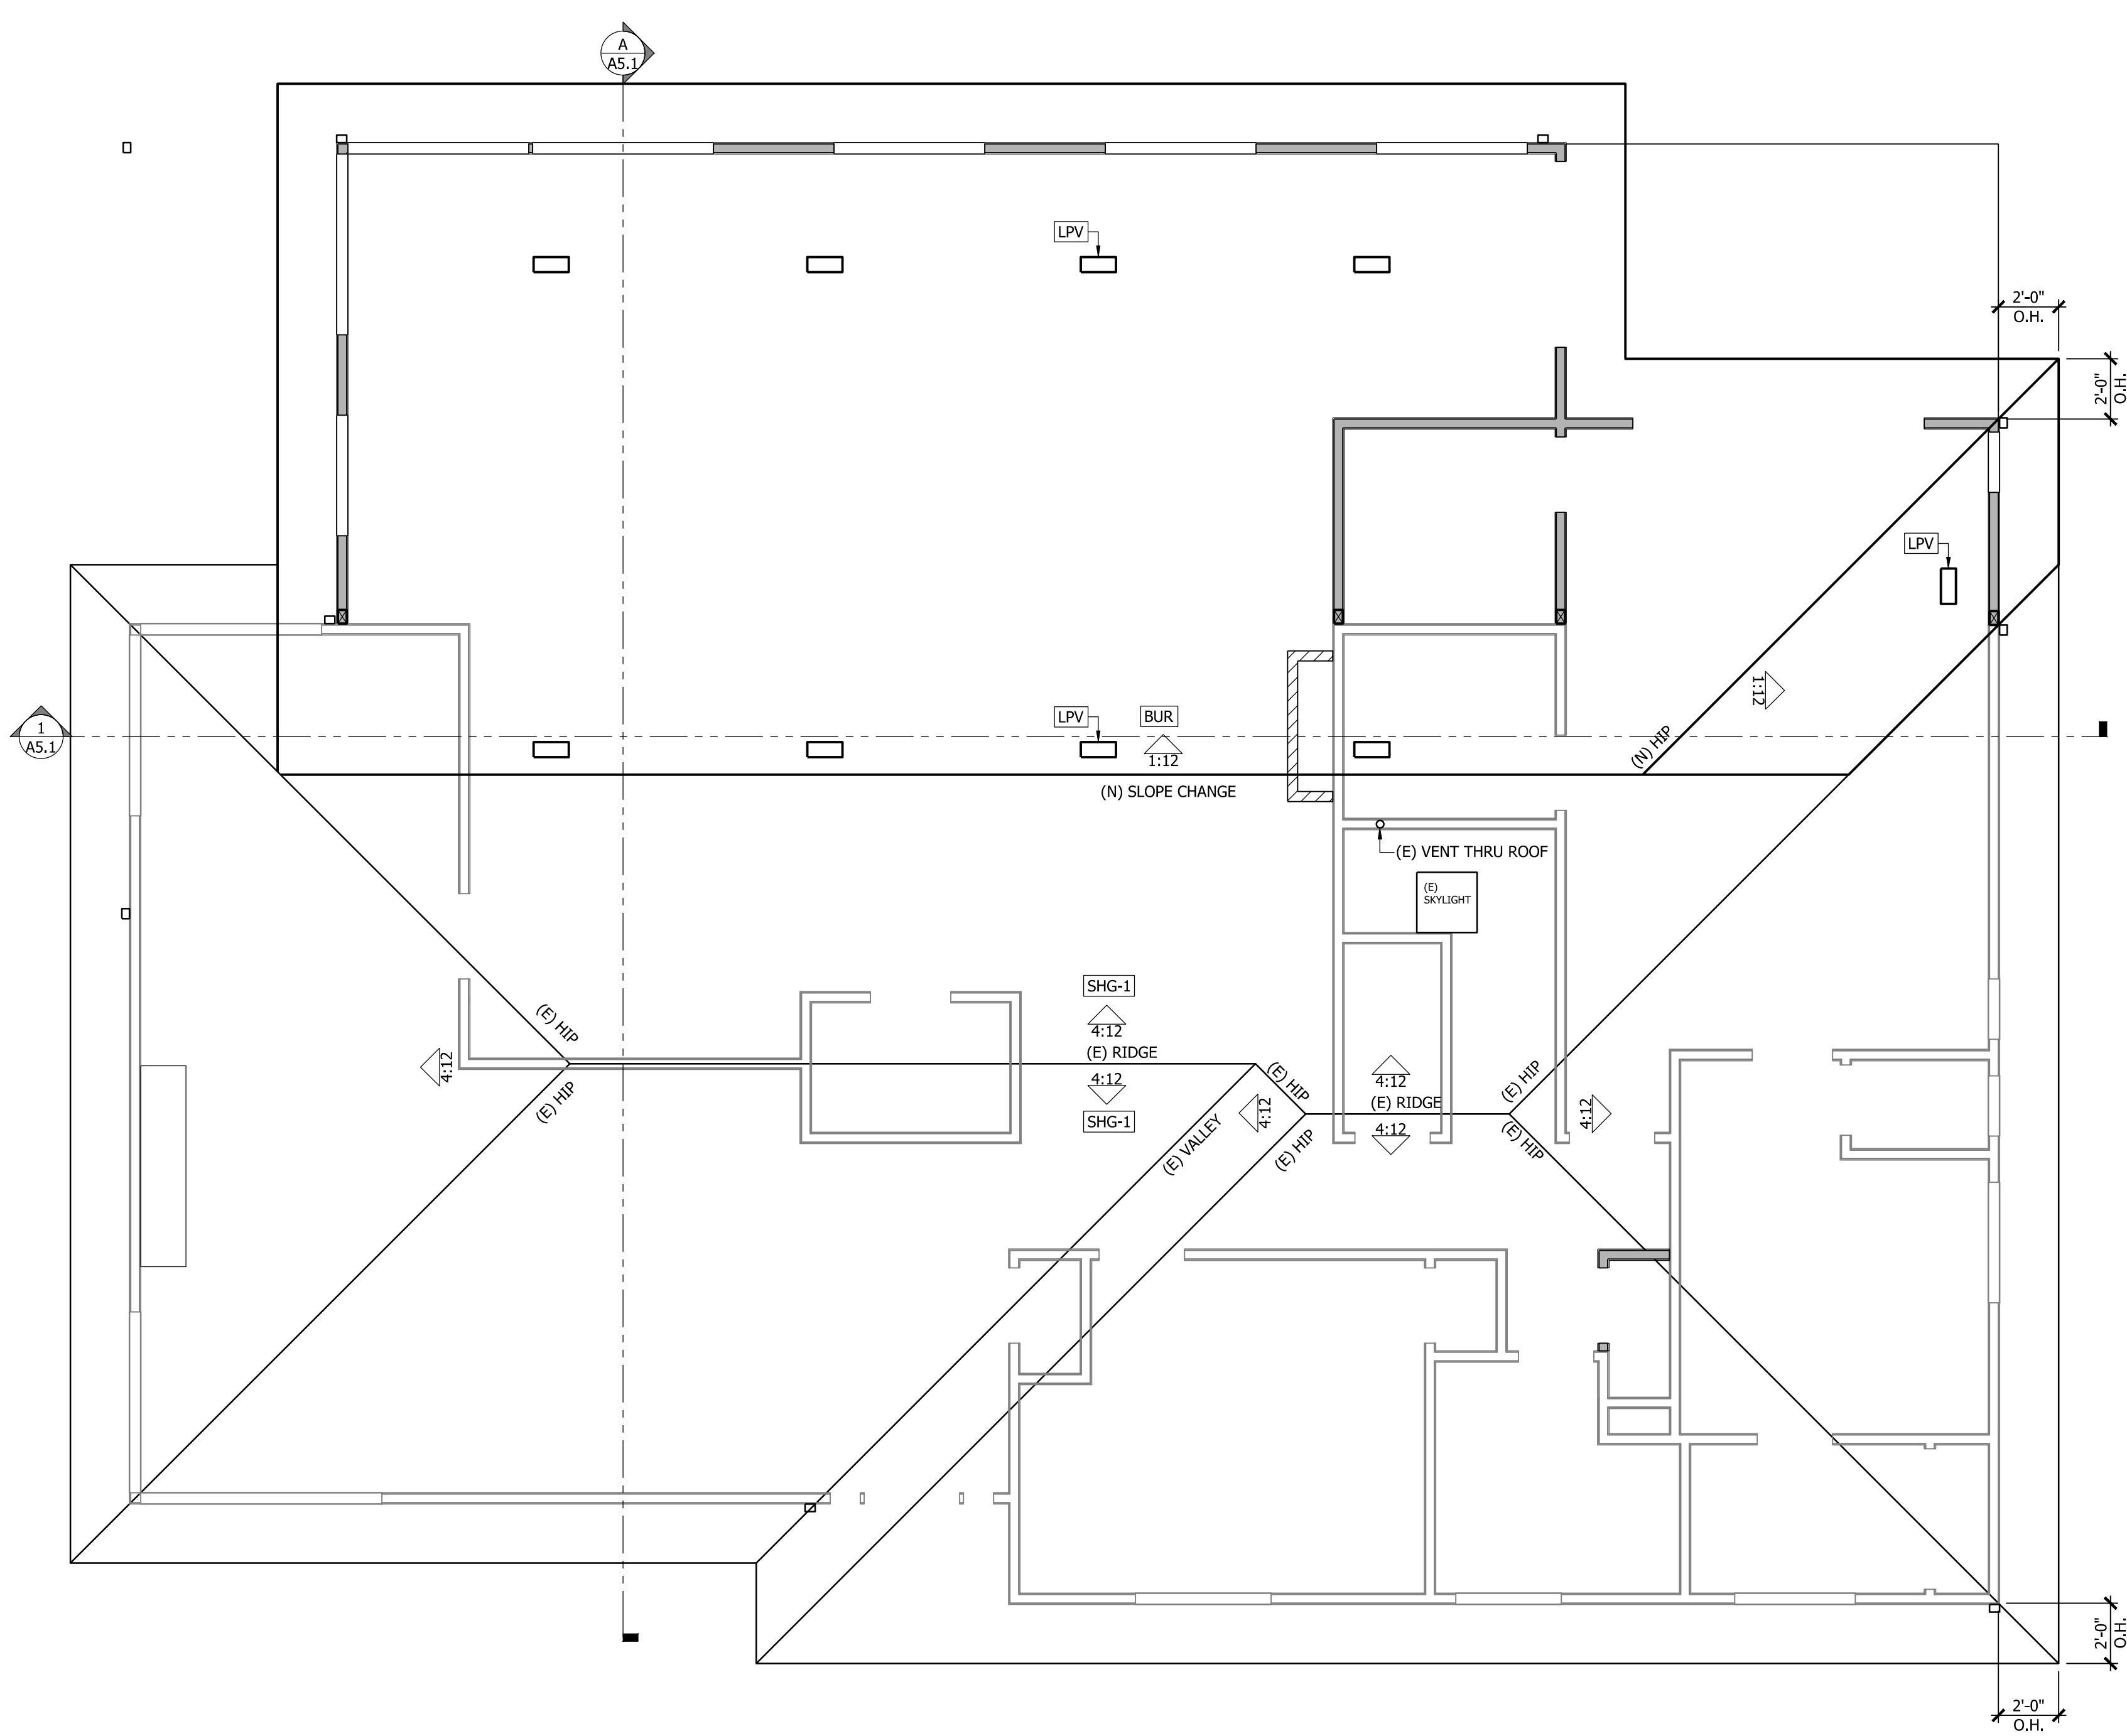 A
A5.1
LPV
2'-0"
O.H.
2'-0"
O.H.
LPV
1:12
(N) HIP
1
A5.1
LPV
BUR
1:12
(N) SLOPE CHANGE
(E) VENT THRU ROOF
(E)
SKYLIGHT
SHG-1
4:12
(E) RIDGE
4:12
SHG-1
(E) HIP
4:12
(E) HIP
(E) HIP
4:12
(E) VALLEY
(E) HIP
4:12
(E) RIDGE
4:12
(E) HIP
4:12
(E) HIP
2'-0"
O.H.
2'-0"
O.H.